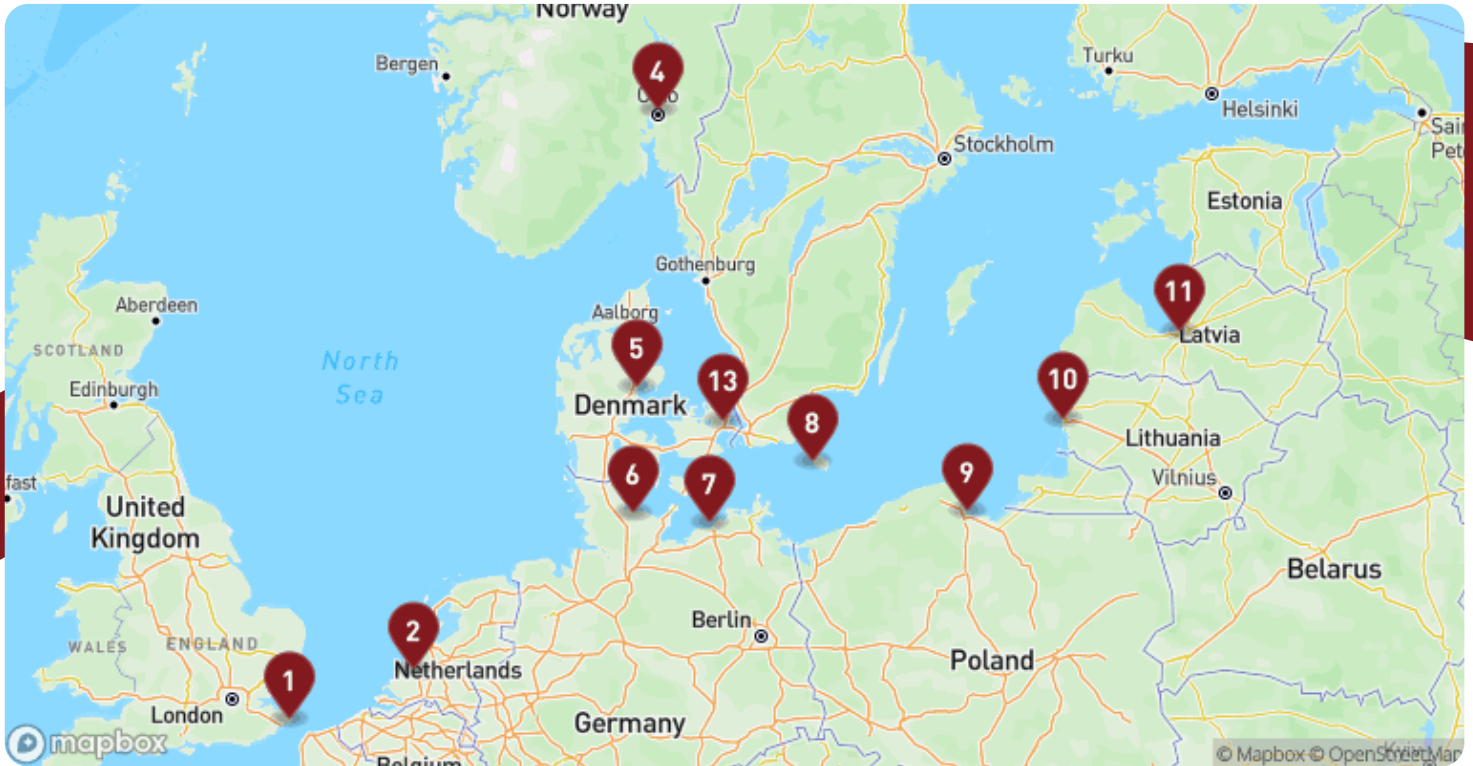 Norway
Bergen
4
Turku
Helsinki
Stockholm
Estonia
Gothenburg
Aberdeen
Aalborg
11
Latvia
SCOTLAND
North
Sea
5
Edinburgh
Denmark
13
10
8
Lithuania
fast
6
7
9
Vilnius
United
Kingdom
Belarus
2
Berlin
WALES
ENGLAND
Netherlands
Poland
1
London
Germany
mapbox
Belgium
© Mapbox © OpenStreetMap